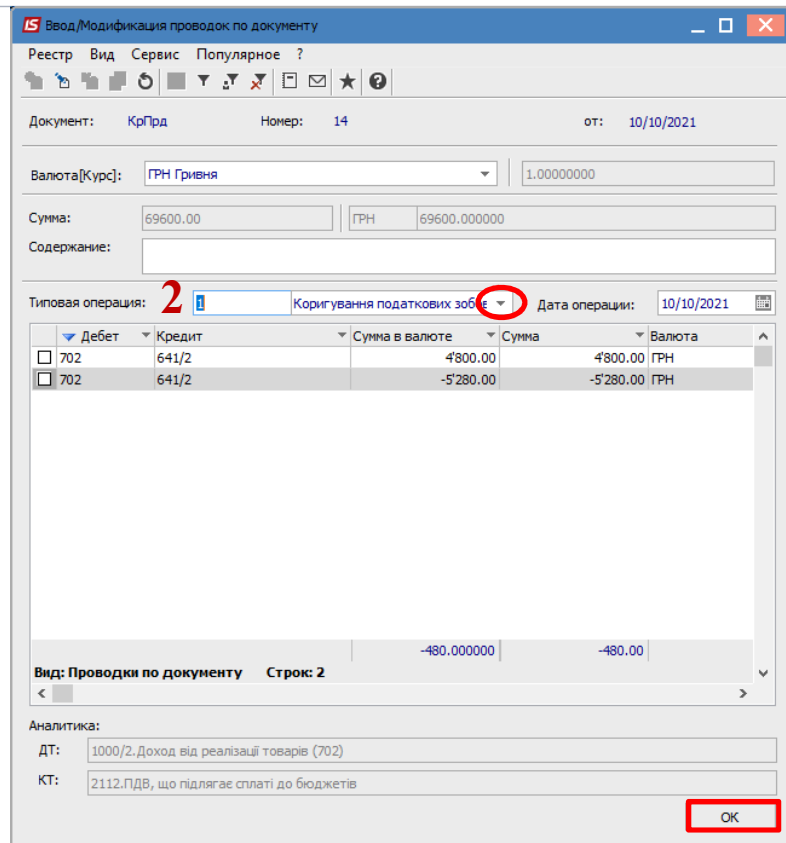 IS Ввод/Модификация проводок по документу
Реестр Вид Сервис Популярное ?
Документ: КрПрд Номер: 14 от: 10/10/2021
Валюта[Курс]: ГРН Гривня 1.00000000
Сумма: 69600.00 ГРН 69600.000000
Содержание:
Типовая операция: 2 1 Коригування податкових зобов Дата операции: 10/10/2021
Дебет Кредит Сумма в валюте Сумма Валюта
702 641/2 4'800.00 4'800.00 ГРН
702 641/2 -5'280.00 -5'280.00 ГРН
-480.000000 -480.00
Вид: Проводки по документу Строк: 2
Аналитика:
ДТ: 1000/2.Доход від реалізації товарів (702)
КТ: 2112.ПДВ, що підлягає сплаті до бюджетів
OK